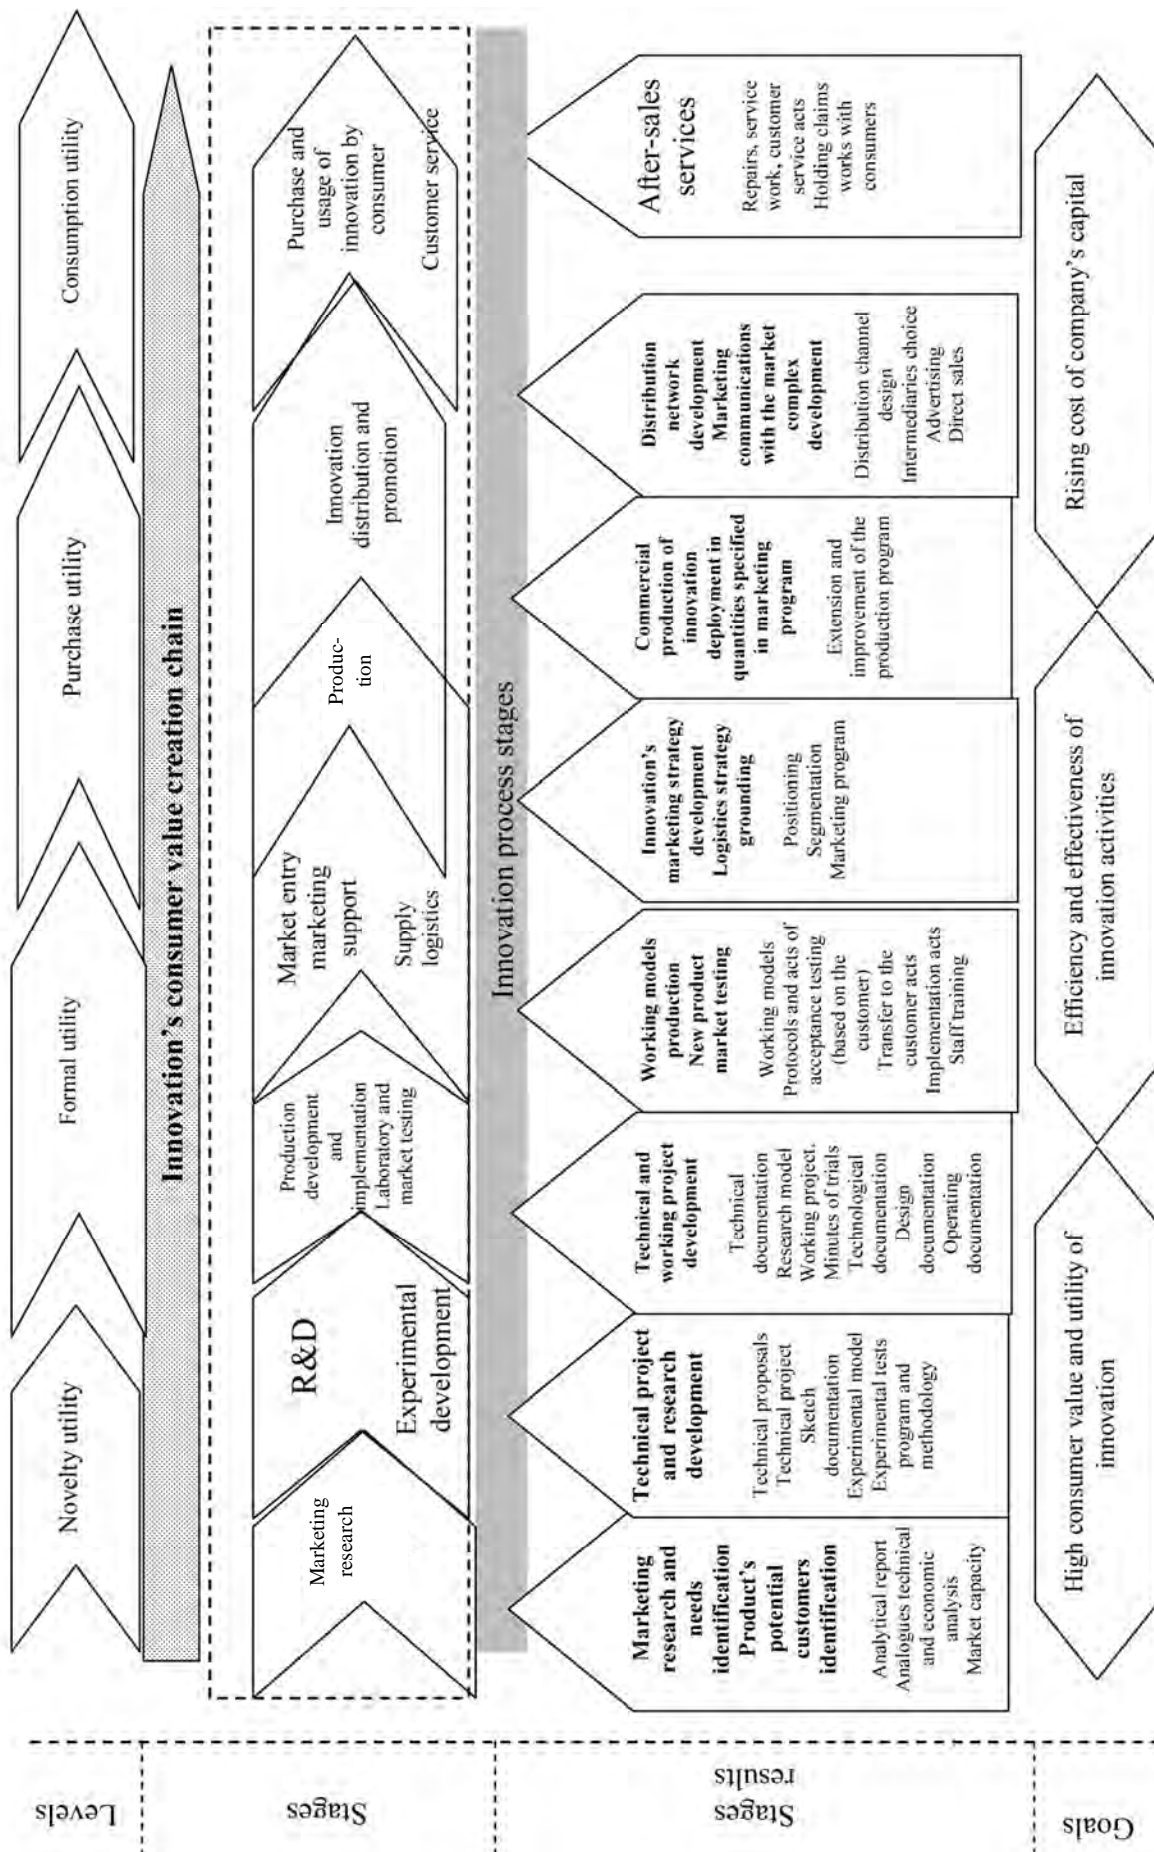 Levels
Novelty utility
Formal utility
Purchase utility
Consumption utility
Innovation's consumer value creation chain
Stages
Marketing
research
R&D
Experimental
development
Production
development
and
implementation
Laboratory and
market testing
Market entry
marketing
support
Supply
logistics
Produc-
tion
Innovation
distribution and
promotion
Purchase and
usage of
innovation by
consumer
Customer service
Innovation process stages
Stages
results
Marketing
research and
needs
identification
Product's
potential
customers
identification
Analytical report
Analogues technical
and economic
analysis
Market capacity
Technical project
and research
development
Technical proposals
Technical project
Sketch
documentation
Experimental model
Experimental tests
program and
methodology
Technical and
working project
development
Technical
documentation
Research model
Working project.
Minutes of trials
Technological
documentation
Design
documentation
Operating
documentation
Working models
production
New product
market testing
Working models
Protocols and acts of
acceptance testing
(based on the
customer)
Transfer to the
customer acts
Implementation acts
Staff training
Innovation's
marketing strategy
development
Logistics strategy
grounding
Positioning
Segmentation
Marketing program
Commercial
production of
innovation
deployment in
quantities specified
in marketing
program
Extension and
improvement of the
production program
Distribution
network
development
Marketing
communications
with the market
complex
development
Distribution channel
design
Intermediaries choice
Advertising
Direct sales
After-sales
services
Repairs, service
work, customer
service acts
Holding claims
works with
consumers
Goals
High consumer value and utility of
innovation
Efficiency and effectiveness of
innovation activities
Rising cost of company's capital